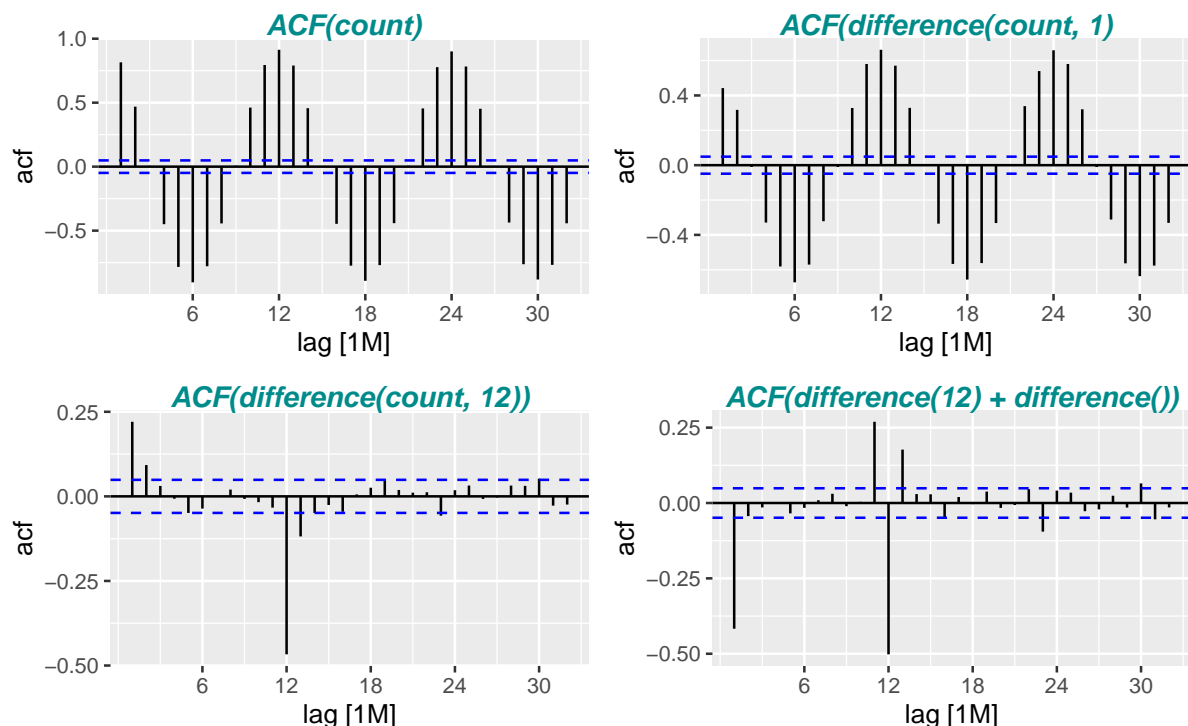 ACF(count)
1.0
0.5
0.0
−0.5
acf
6 12 18 24 30
lag [1M]
ACF(difference(count, 1)
0.4
0.0
−0.4
acf
6 12 18 24 30
lag [1M]
ACF(difference(count, 12))
0.25
0.00
−0.25
−0.50
acf
6 12 18 24 30
lag [1M]
ACF(difference(12) + difference())
0.25
0.00
−0.25
−0.50
acf
6 12 18 24 30
lag [1M]